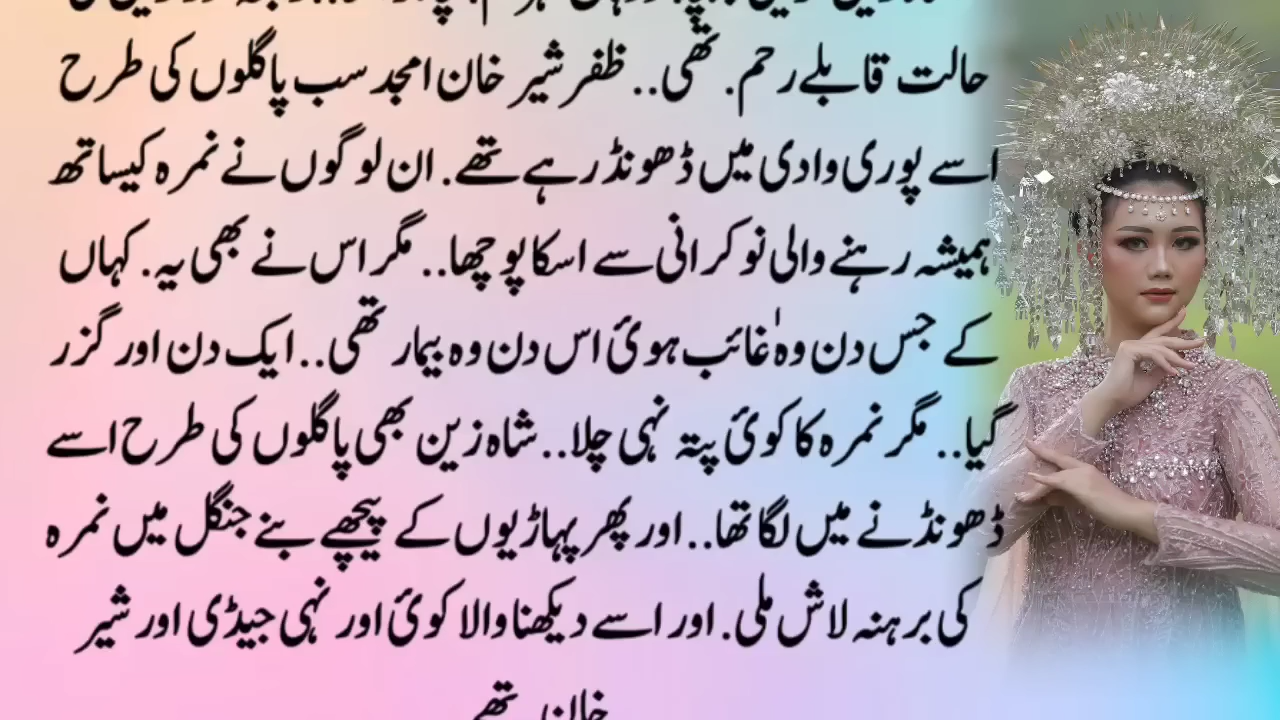 حالت قابلے رحم. تھی.. ظفر شیر خان امجد سب پاگلوں کی طرح
اسے پوری وادی میں ڈھونڈ رہے تھے. ان لوگوں نے نمرہ کیساتھ
ہمیشہ رہنے والی نوکرانی سے اسکا پوچھا.. مگر اس نے بھی یہ. کہاں
کے جس دن وہ غائب ہوئ اس دن وہ بیمار تھی.. ایک دن اور گزر
گیا.. مگر نمرہ کا کوئ پتہ نہی چلا.. شاہ زین بھی پاگلوں کی طرح اسے
ڈھونڈنے میں لگا تھا.. اور پھر پہاڑیوں کے پیچھے بنے جنگل میں نمرہ
کی برہنہ لاش ملی. اور اسے دیکھنا والا کوئ اور نہی جیڈی اور شیر
خان تھے